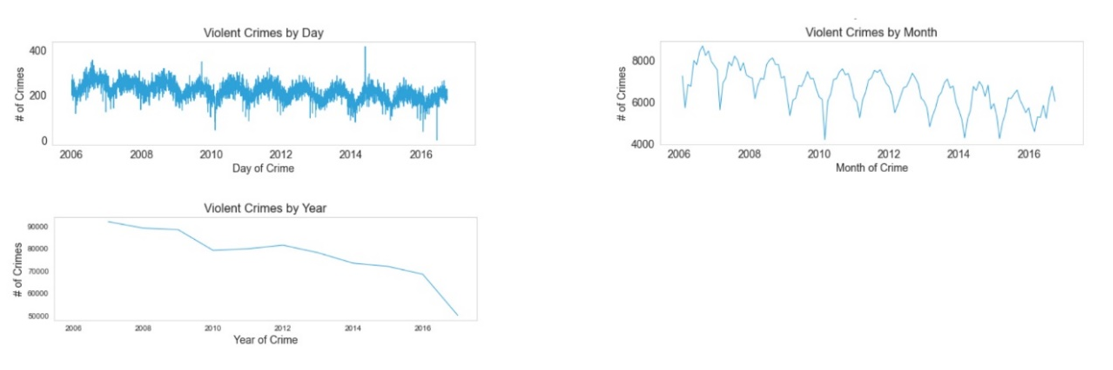 Violent Crimes by Day
# of Crimes
400
200
0
2006 2008 2010 2012 2014 2016
Day of Crime
Violent Crimes by Month
# of Crimes
8000
6000
4000
2006 2008 2010 2012 2014 2016
Month of Crime
Violent Crimes by Year
# of Crimes
90000
80000
70000
60000
50000
2006 2008 2010 2012 2014 2016
Year of Crime